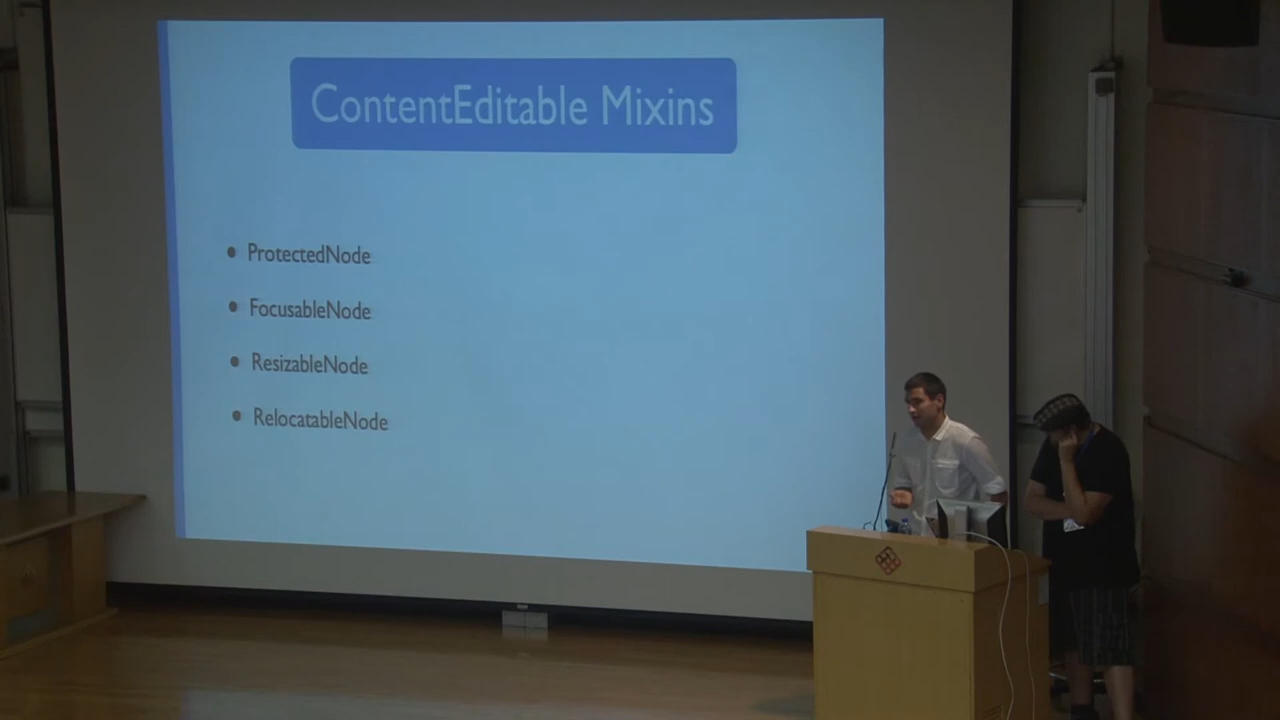 ContentEditable Mixins
• ProtectedNode
• FocusableNode
• ResizableNode
• RelocatableNode